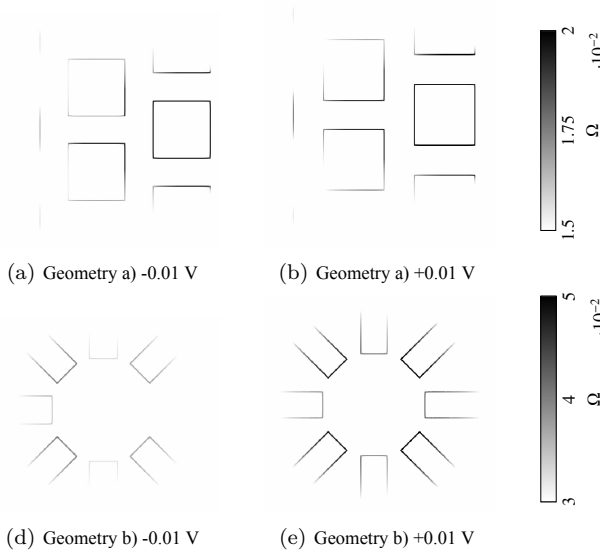 2
1.75
1.5
Ω
·10⁻²
(a) Geometry a) -0.01 V
(b) Geometry a) +0.01 V
5
4
3
Ω
·10⁻²
(d) Geometry b) -0.01 V
(e) Geometry b) +0.01 V